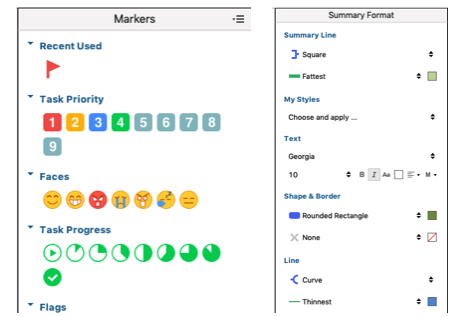 Markers
Recent Used
Task Priority
1 2 3 4 5 6 7 8
9
Faces
Task Progress
Flags
Summary Format
Summary Line
Square
Fattest
My Styles
Choose and apply ...
Text
Georgia
10 B I Aa M
Shape & Border
Rounded Rectangle
None
Line
Curve
Thinnest